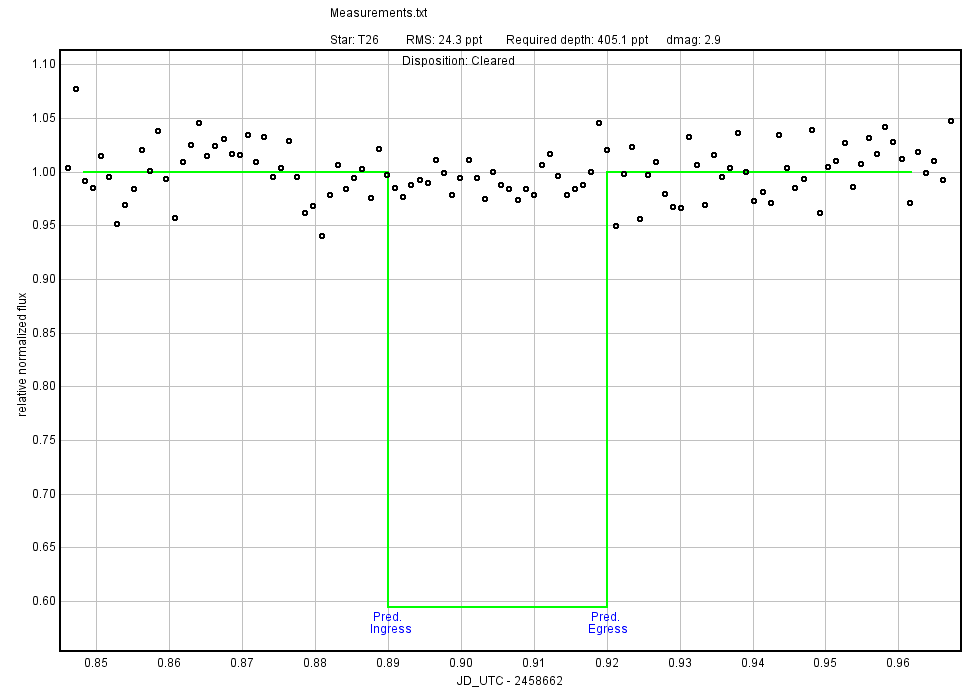 Measurements.txt
Star: T26 RMS: 24.3 ppt Required depth: 405.1 ppt dmag: 2.9
Disposition: Cleared
relative normalized flux
1.10
1.05
1.00
0.95
0.90
0.85
0.80
0.75
0.70
0.65
0.60
Pred. Pred.
Ingress Egress
0.85 0.86 0.87 0.88 0.89 0.90 0.91 0.92 0.93 0.94 0.95 0.96
JD_UTC - 2458662